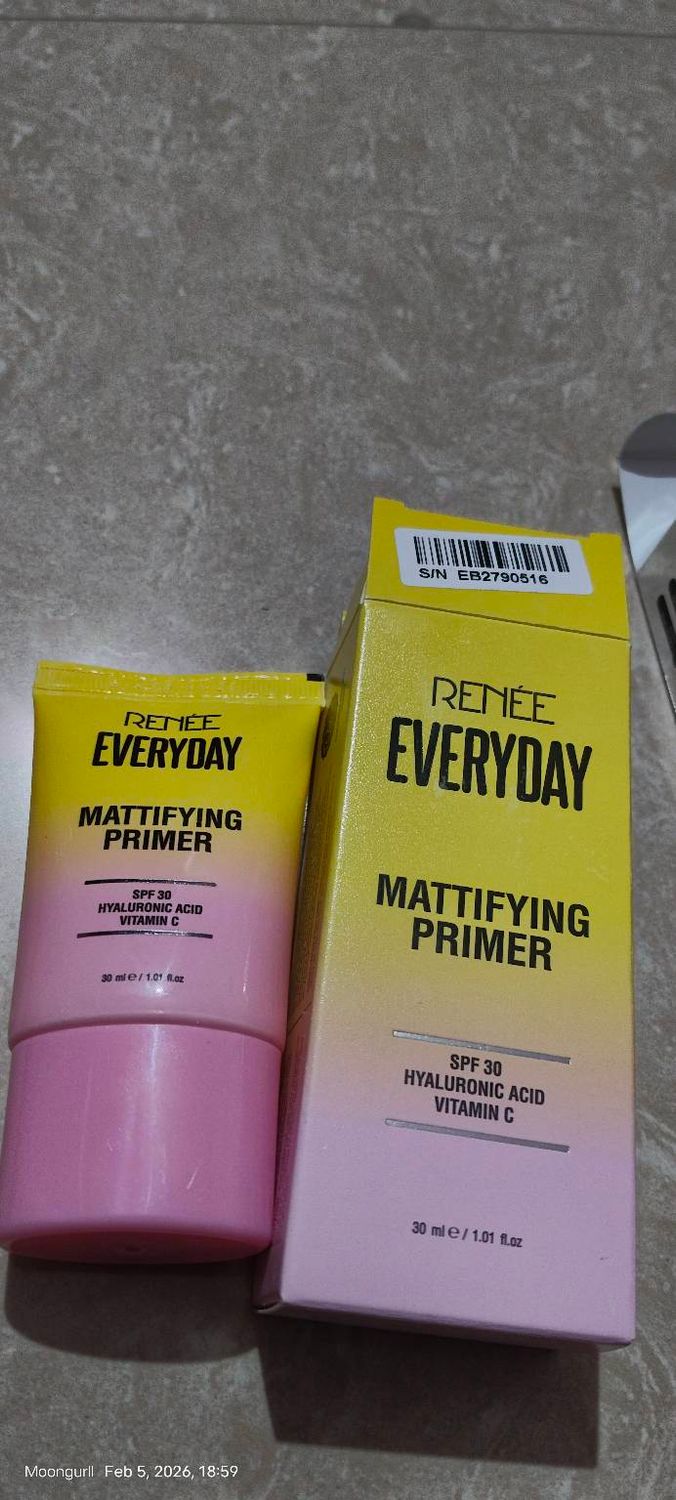 S/N EB2790516
RENÉE
EVERYDAY
MATTIFYING
PRIMER
SPF 30
HYALURONIC ACID
VITAMIN C
30 ml ℮ / 1.01 fl.oz
RENÉE
EVERYDAY
MATTIFYING
PRIMER
SPF 30
HYALURONIC ACID
VITAMIN C
30 ml ℮ / 1.01 fl.oz
Moongurll Feb 5, 2026, 18:59